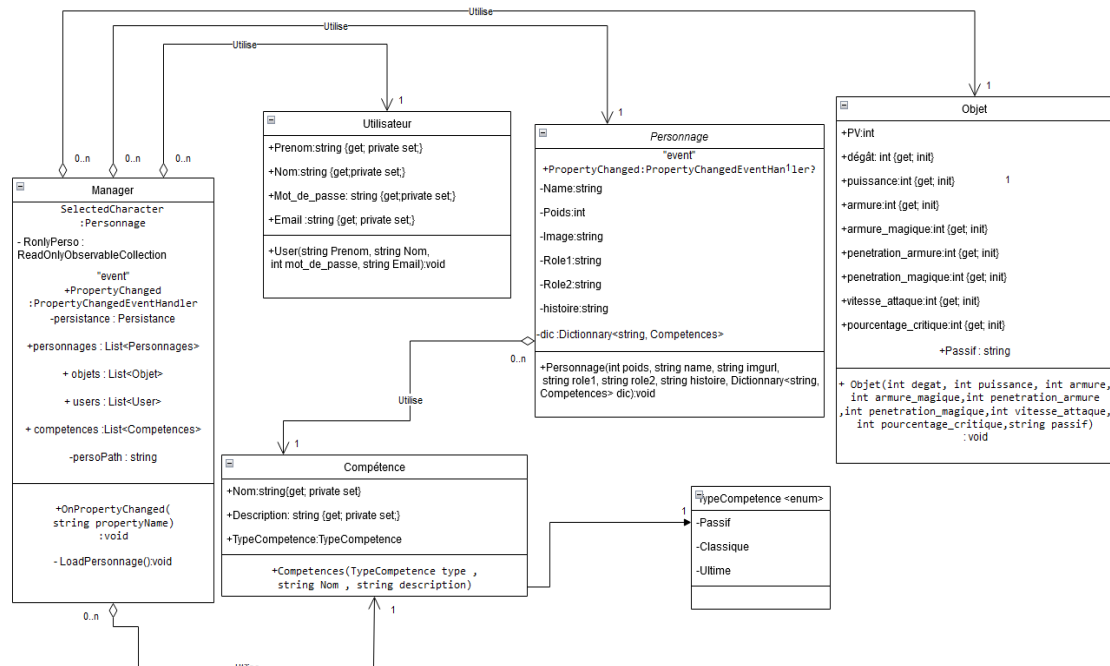 Utilise
Utilise
Utilise
0..n
0..n
0..n
1
1
1
Manager
SelectedCharacter
:Personnage
- RonlyPerso :
ReadOnlyObservableCollection
"event"
+PropertyChanged
:PropertyChangedEventHandler
-persistance : Persistance
+personnages : List<Personnages>
+ objets : List<Objet>
+ users : List<User>
+ competences :List<Competences>
-persoPath : string
+OnPropertyChanged(
string propertyName)
:void
- LoadPersonnage():void
0..n
Utilisateur
+Prenom:string {get; private set;}
+Nom:string {get;private set;}
+Mot_de_passe: string {get;private set;}
+Email :string {get; private set;}
+User(string Prenom, string Nom,
int mot_de_passe, string Email):void
Personnage
"event"
+PropertyChanged:PropertyChangedEventHandler?
1
-Name:string
-Poids:int
-Image:string
-Role1:string
-Role2:string
-histoire:string
-dic :Dictionnary<string, Competences>
+Personnage(int poids, string name, string imgurl,
string role1, string role2, string histoire, Dictionnary<string,
Competences> dic):void
0..n
Utilise
1
Objet
+PV:int
+dégât: int {get; init}
+puissance:int {get; init}
1
+armure:int {get; init}
+armure_magique:int {get; init}
+penetration_armure:int {get; init}
+penetration_magique:int {get; init}
+vitesse_attaque:int {get; init}
+pourcentage_critique:int {get; init}
+Passif : string
+ Objet(int degat, int puissance, int armure,
int armure_magique,int penetration_armure
,int penetration_magique,int vitesse_attaque,
int pourcentage_critique,string passif)
: void
Compétence
+Nom:string{get; private set}
+Description: string {get; private set;}
+TypeCompetence:TypeCompetence
+Competences(TypeCompetence type ,
string Nom , string description)
1
1
TypeCompetence <enum>
-Passif
-Classique
-Ultime
Utilise